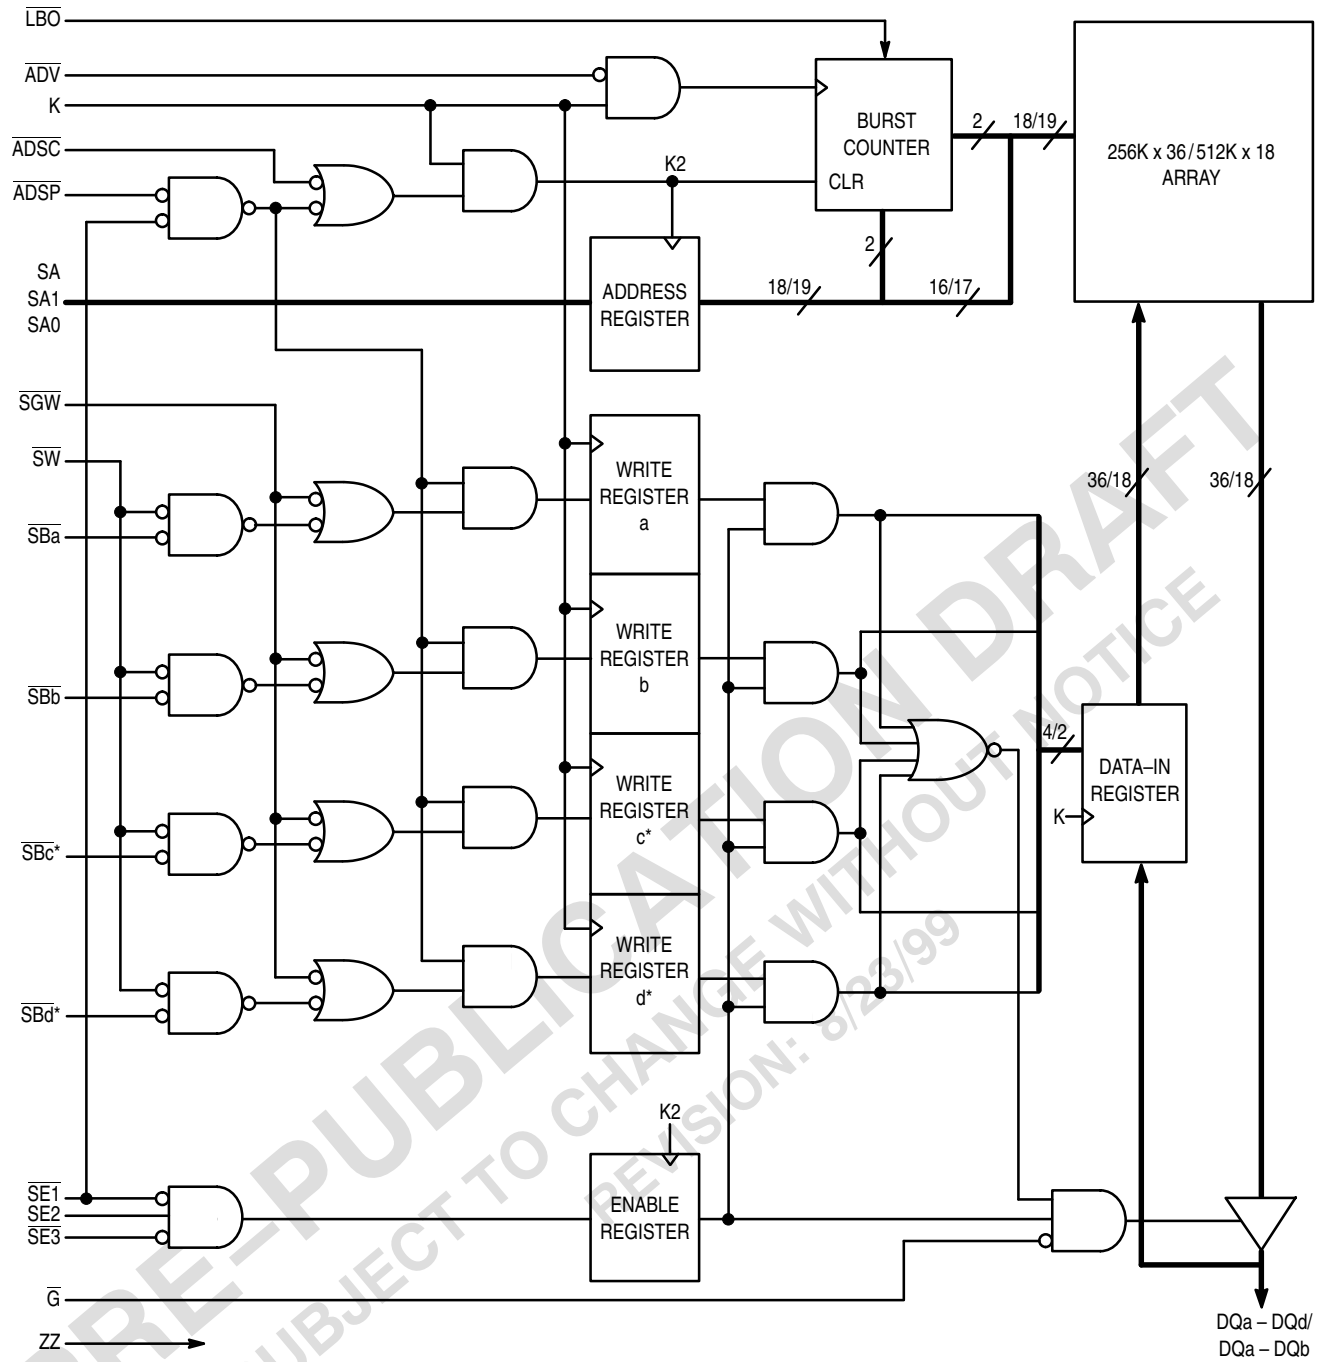 LBO
ADV
K
ADSC
ADSP
K2
BURST
COUNTER
CLR
2
18/19
256K x 36/512K x 18
ARRAY
SA
SA1
SA0
ADDRESS
REGISTER
18/19
2
16/17
SGW
SW
SBa
WRITE
REGISTER
a
36/18
36/18
SBb
WRITE
REGISTER
b
SBc*
WRITE
REGISTER
c*
4/2
DATA–IN
REGISTER
K
SBd*
WRITE
REGISTER
d*
K2
SE1
SE2
SE3
ENABLE
REGISTER
G
ZZ
DQa – DQd/
DQa – DQb
PRE–PUBLICATION DRAFT
SUBJECT TO CHANGE WITHOUT NOTICE
REVISION: 8/23/99